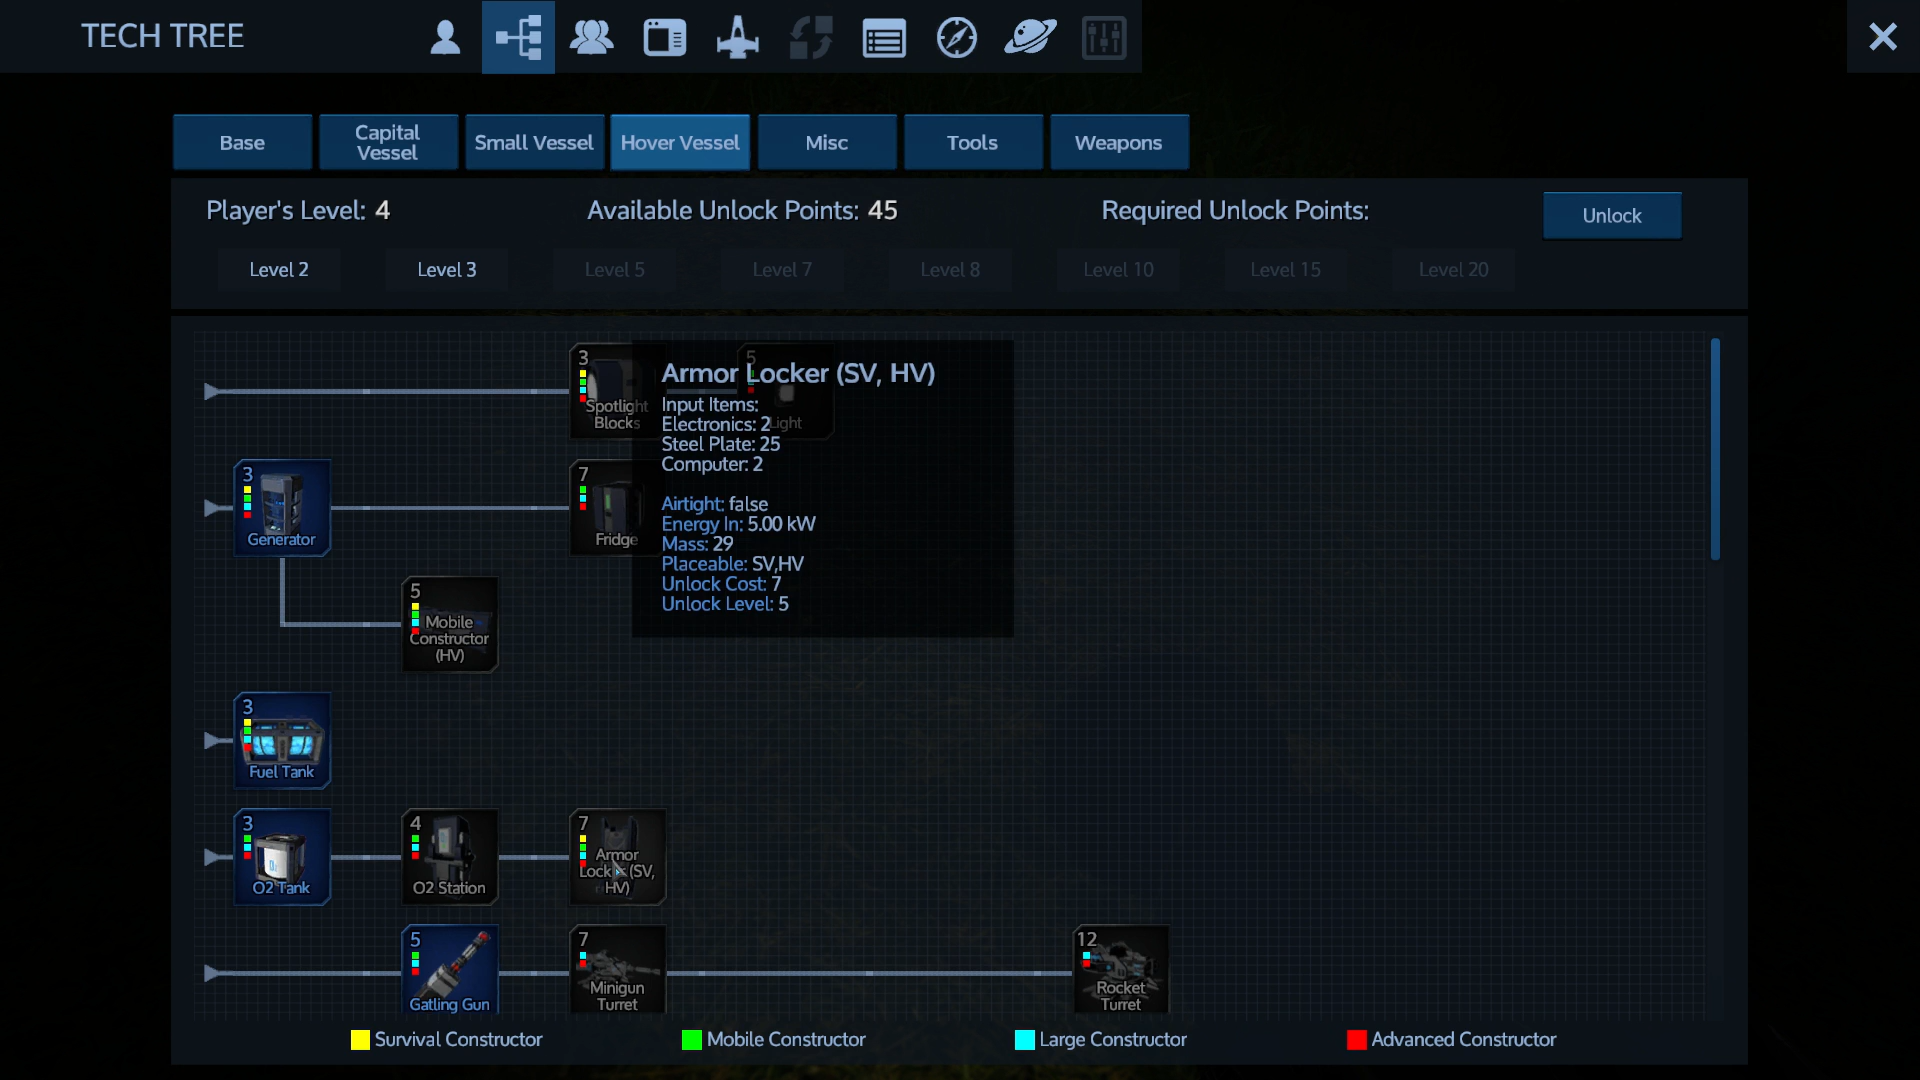 TECH TREE
Base
Capital
Vessel
Small Vessel
Hover Vessel
Misc
Tools
Weapons
Player's Level: 4
Available Unlock Points: 45
Required Unlock Points:
Unlock
Level 2
Level 3
Level 5
Level 7
Level 8
Level 10
Level 15
Level 20
3
Spotlight
Blocks
5
Light
Armor Locker (SV, HV)
Input Items:
Electronics: 2
Steel Plate: 25
Computer: 2
Airtight: false
Energy In: 5.00 kW
Mass: 29
Placeable: SV,HV
Unlock Cost: 7
Unlock Level: 5
3
Generator
7
Fridge
5
Mobile
Constructor
(HV)
3
Fuel Tank
3
O2 Tank
4
O2 Station
7
Armor
Locker (SV,
HV)
5
Gatling Gun
7
Minigun
Turret
12
Rocket
Turret
Survival Constructor
Mobile Constructor
Large Constructor
Advanced Constructor